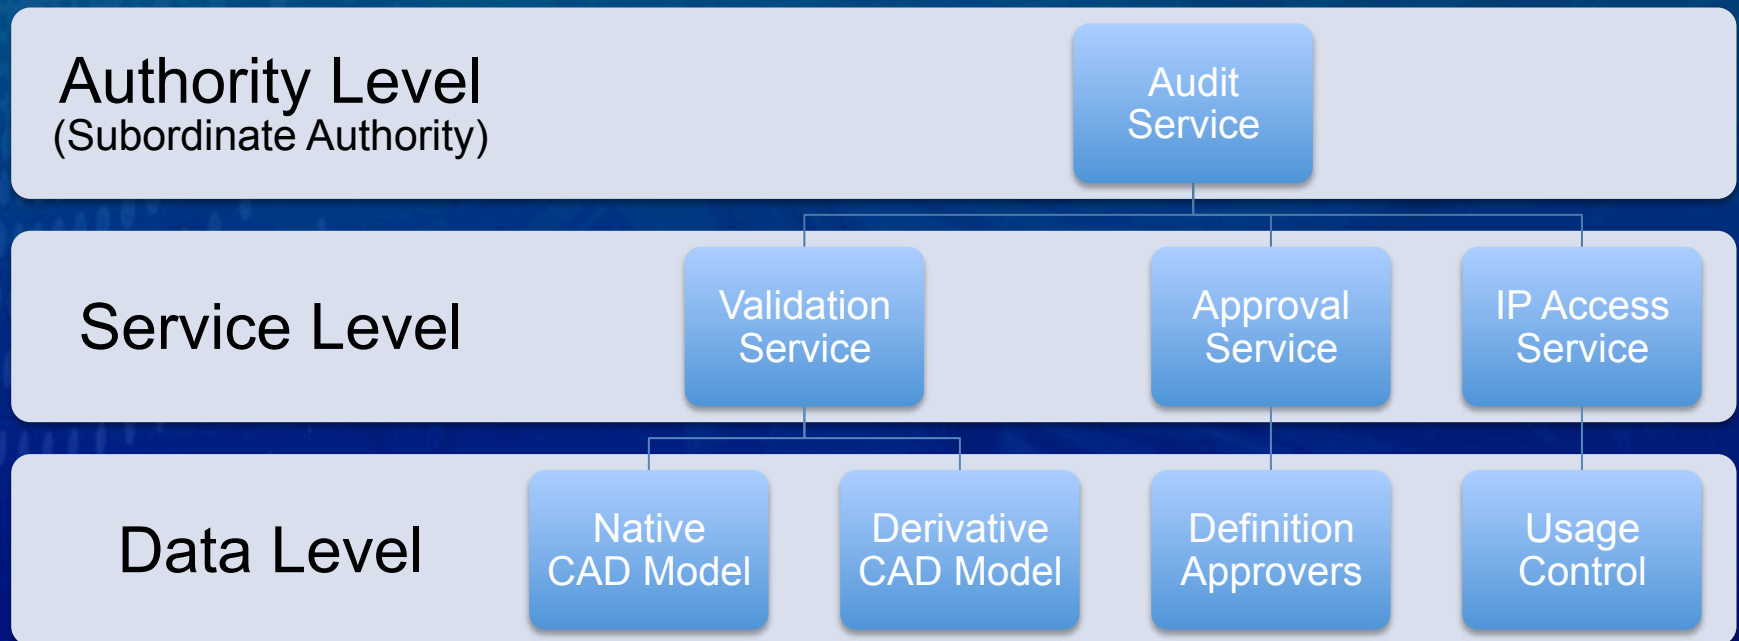 Authority Level
(Subordinate Authority)
Audit
Service
Service Level
Validation
Service
Approval
Service
IP Access
Service
Data Level
Native
CAD Model
Derivative
CAD Model
Definition
Approvers
Usage
Control